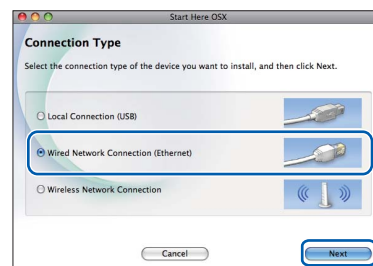 Start Here OSX
Connection Type
Select the connection type of the device you want to install, and then click Next.
Local Connection (USB)
Wired Network Connection (Ethernet)
Wireless Network Connection
Cancel
Next